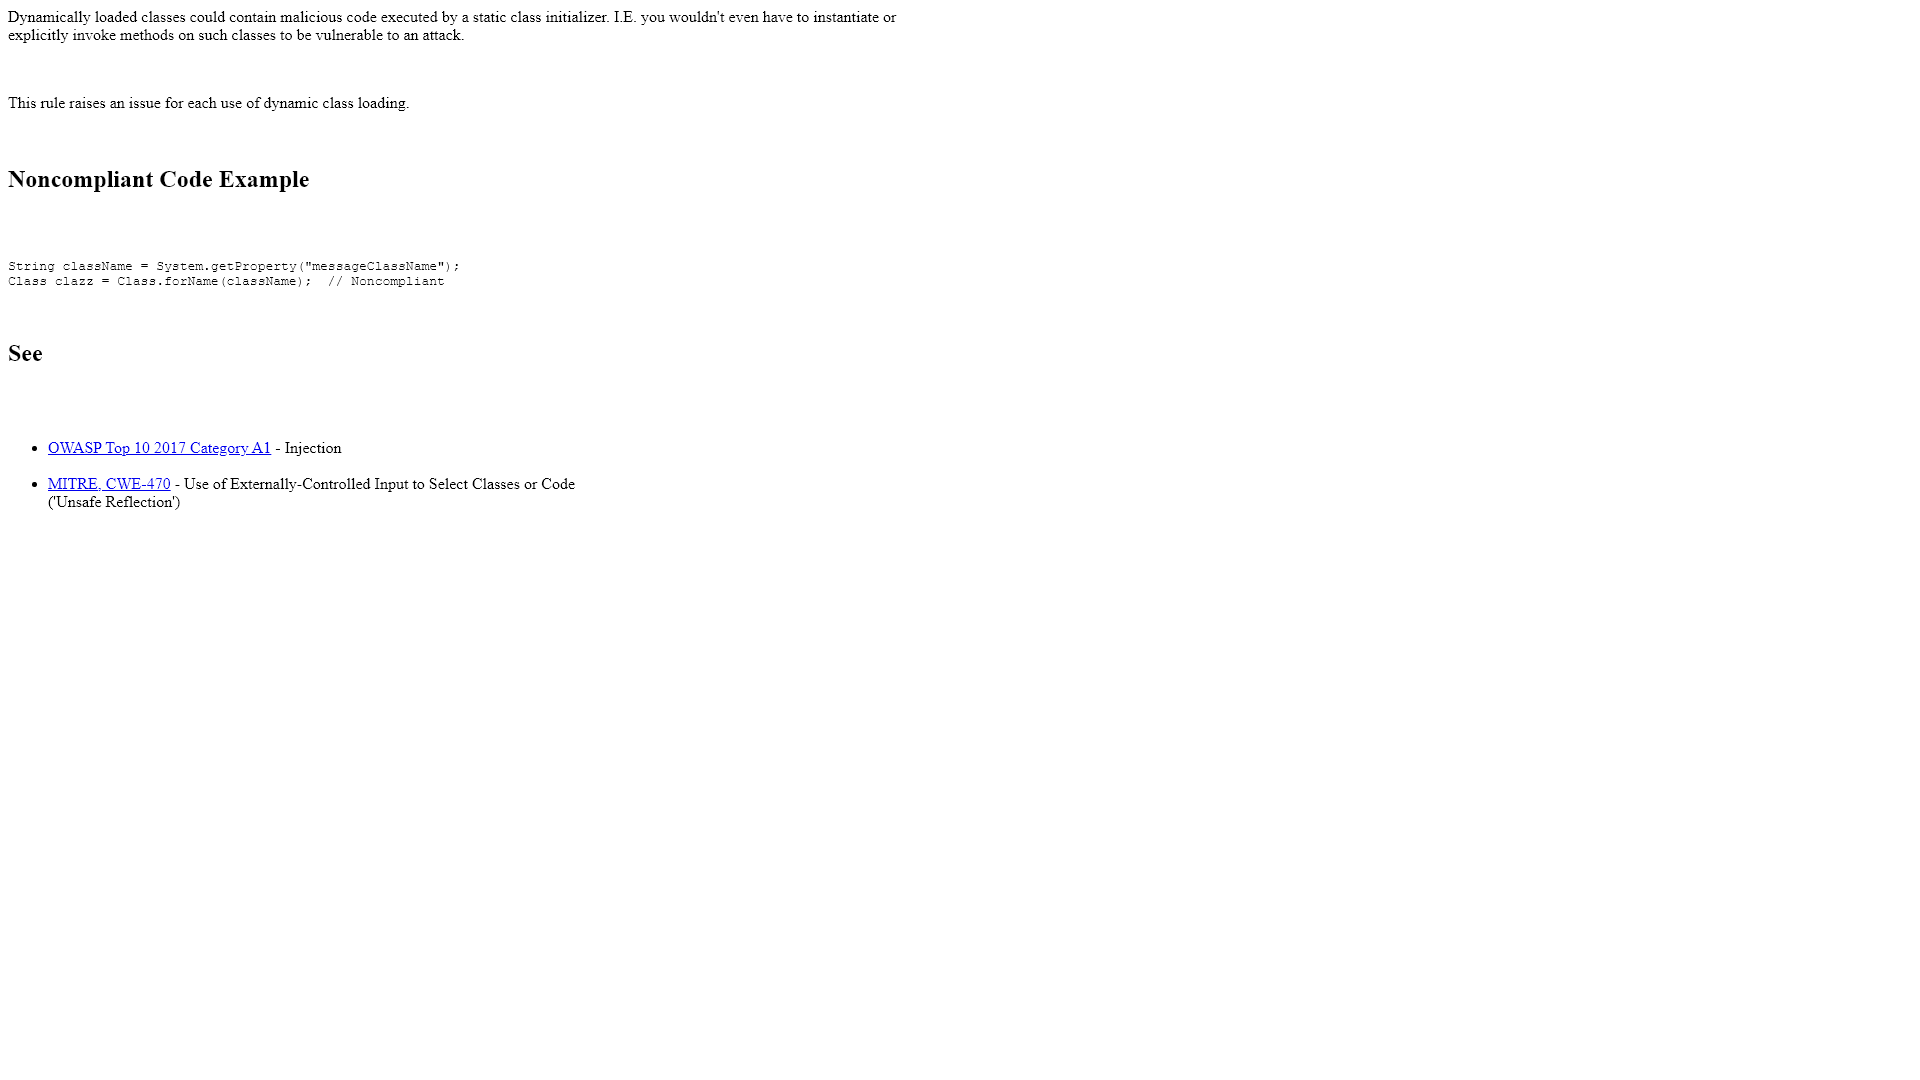 Dynamically loaded classes could contain malicious code executed by a static class initializer. I.E. you wouldn't even have to instantiate or
explicitly invoke methods on such classes to be vulnerable to an attack.
This rule raises an issue for each use of dynamic class loading.
Noncompliant Code Example
String className = System.getProperty("messageClassName");
Class clazz = Class.forName(className);  // Noncompliant
See
• OWASP Top 10 2017 Category A1 - Injection
• MITRE, CWE-470 - Use of Externally-Controlled Input to Select Classes or Code
('Unsafe Reflection')